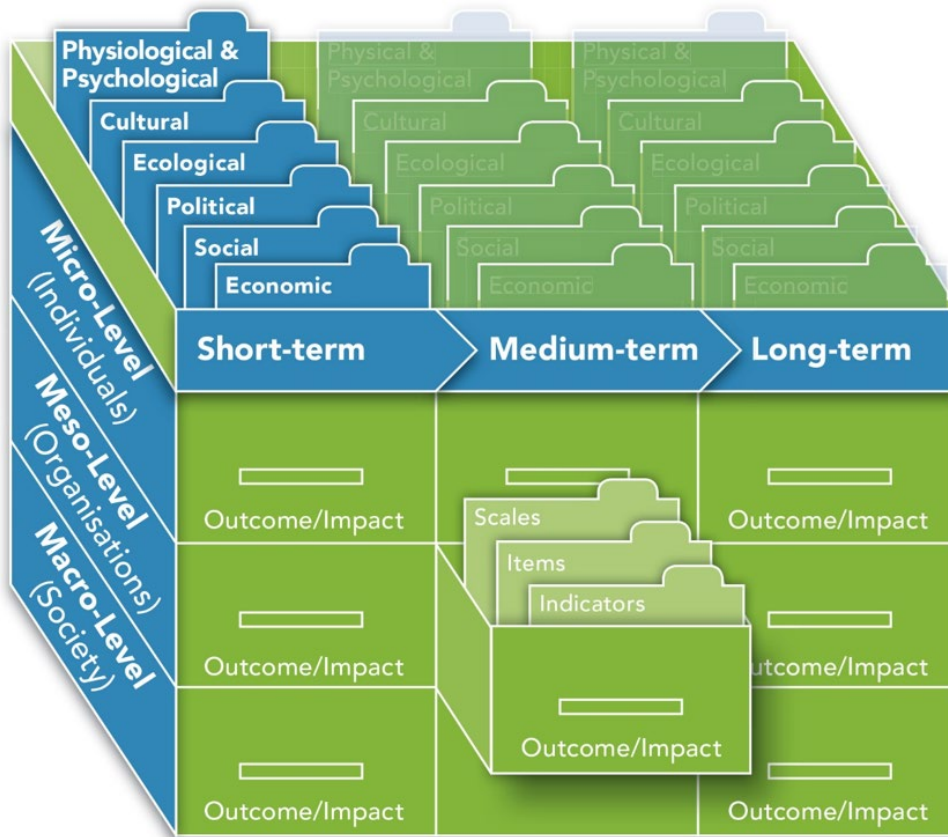 Physiological &
Psychological
Cultural
Ecological
Political
Social
Economic
Physical &
Psychological
Cultural
Ecological
Political
Social
Economic
Physical &
Psychological
Cultural
Ecological
Political
Social
Economic
Micro-Level
(Individuals)
Meso-Level
(Organisations)
Macro-Level
(Society)
Short-term
Medium-term
Long-term
Outcome/Impact
Outcome/Impact
Scales
Items
Indicators
Outcome/Impact
Outcome/Impact
Outcome/Impact
Outcome/Impact
Outcome/Impact